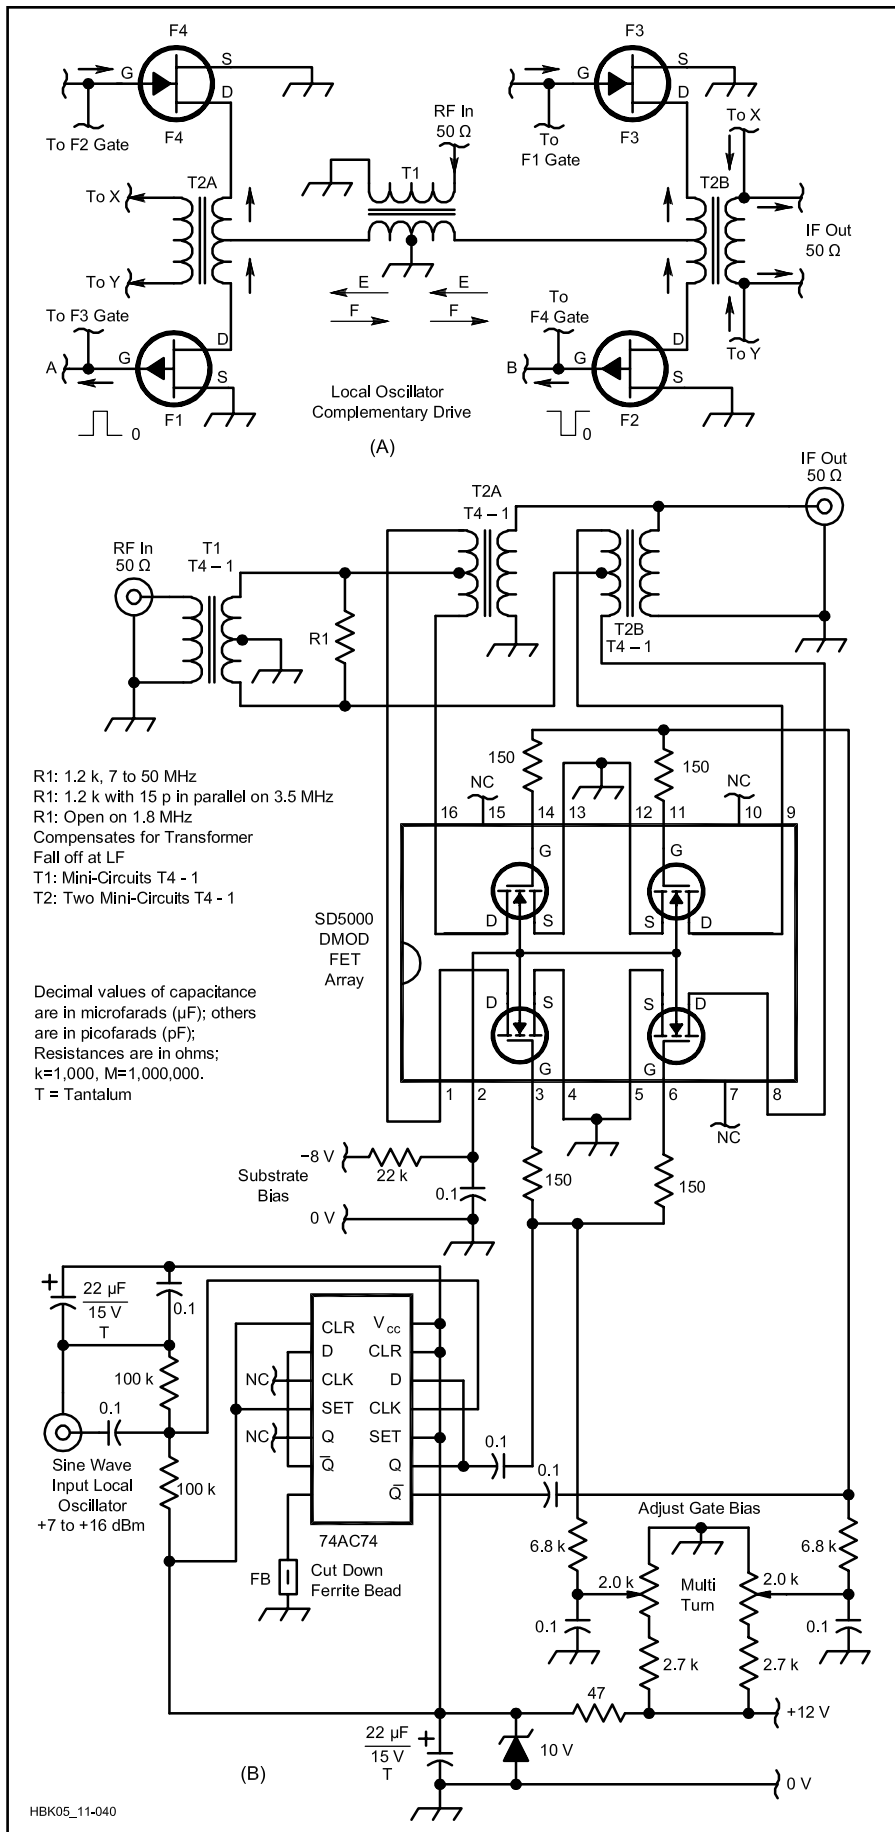 F4
G
S
D
To F2 Gate
F4
To X
T2A
To Y
To F3 Gate
A
G
D
S
F1
0
RF In
50 Ω
T1
E
F
E
F
Local Oscillator
Complementary Drive
(A)
F3
G
S
D
To
F1 Gate
F3
To X
T2B
IF Out
50 Ω
To Y
To
F4 Gate
B
G
D
S
F2
0
IF Out
50 Ω
T2A
T4 – 1
RF In
50 Ω
T1
T4 – 1
R1
T2B
T4 – 1
150
150
NC
NC
R1: 1.2 k, 7 to 50 MHz
R1: 1.2 k with 15 p in parallel on 3.5 MHz
R1: Open on 1.8 MHz
Compensates for Transformer
Fall off at LF
T1: Mini-Circuits T4 - 1
T2: Two Mini-Circuits T4 - 1
16 15 14 13 12 11 10 9
G
G
D
S
S
D
SD5000
DMOD
FET
Array
D
S
S
D
G
G
1 2 3 4 5 6 7 8
NC
Decimal values of capacitance
are in microfarads (µF); others
are in picofarads (pF);
Resistances are in ohms;
k=1,000, M=1,000,000.
T = Tantalum
−8 V
22 k
Substrate
Bias
0.1
0 V
150
150
+
22 µF
15 V
T
0.1
100 k
0.1
Sine Wave
Input Local
Oscillator
+7 to +16 dBm
100 k
NC
NC
CLR
Vcc
D
CLR
CLK
D
SET
CLK
Q
SET
Q̅
Q
Q̅
74AC74
FB
Cut Down
Ferrite Bead
0.1
0.1
Adjust Gate Bias
6.8 k
6.8 k
2.0 k
Multi
Turn
2.0 k
0.1
0.1
2.7 k
2.7 k
47
+12 V
22 µF
15 V
T
+
10 V
0 V
(B)
HBK05_11-040